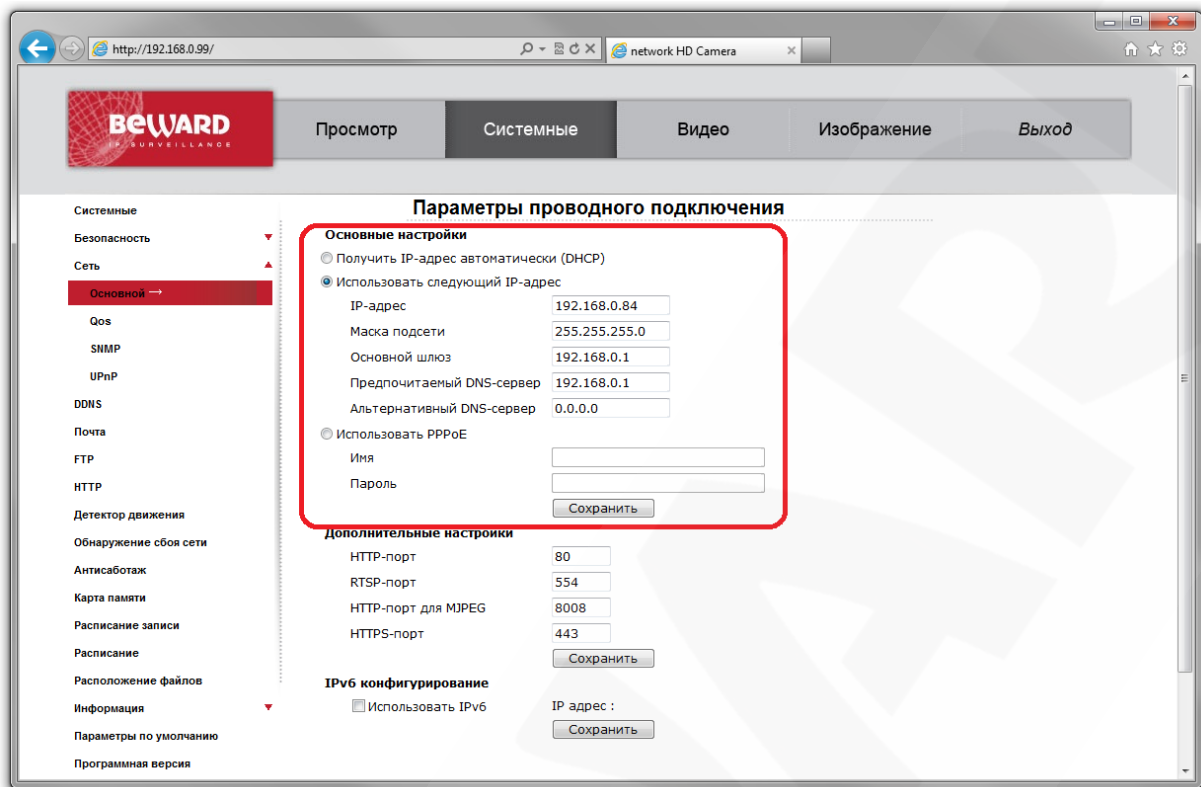 http://192.168.0.99/
network HD Camera
BEWARD
IP SURVEILLANCE
Просмотр
Системные
Видео
Изображение
Выход
Системные
Безопасность
Сеть
Основной →
Qos
SNMP
UPnP
DDNS
Почта
FTP
HTTP
Детектор движения
Обнаружение сбоя сети
Антисаботаж
Карта памяти
Расписание записи
Расписание
Расположение файлов
Информация
Параметры по умолчанию
Программная версия
Параметры проводного подключения
Основные настройки
Получить IP-адрес автоматически (DHCP)
Использовать следующий IP-адрес
IP-адрес 192.168.0.84
Маска подсети 255.255.255.0
Основной шлюз 192.168.0.1
Предпочитаемый DNS-сервер 192.168.0.1
Альтернативный DNS-сервер 0.0.0.0
Использовать PPPoE
Имя
Пароль
Сохранить
Дополнительные настройки
HTTP-порт 80
RTSP-порт 554
HTTP-порт для MJPEG 8008
HTTPS-порт 443
Сохранить
IPv6 конфигурирование
Использовать IPv6 IP адрес :
Сохранить